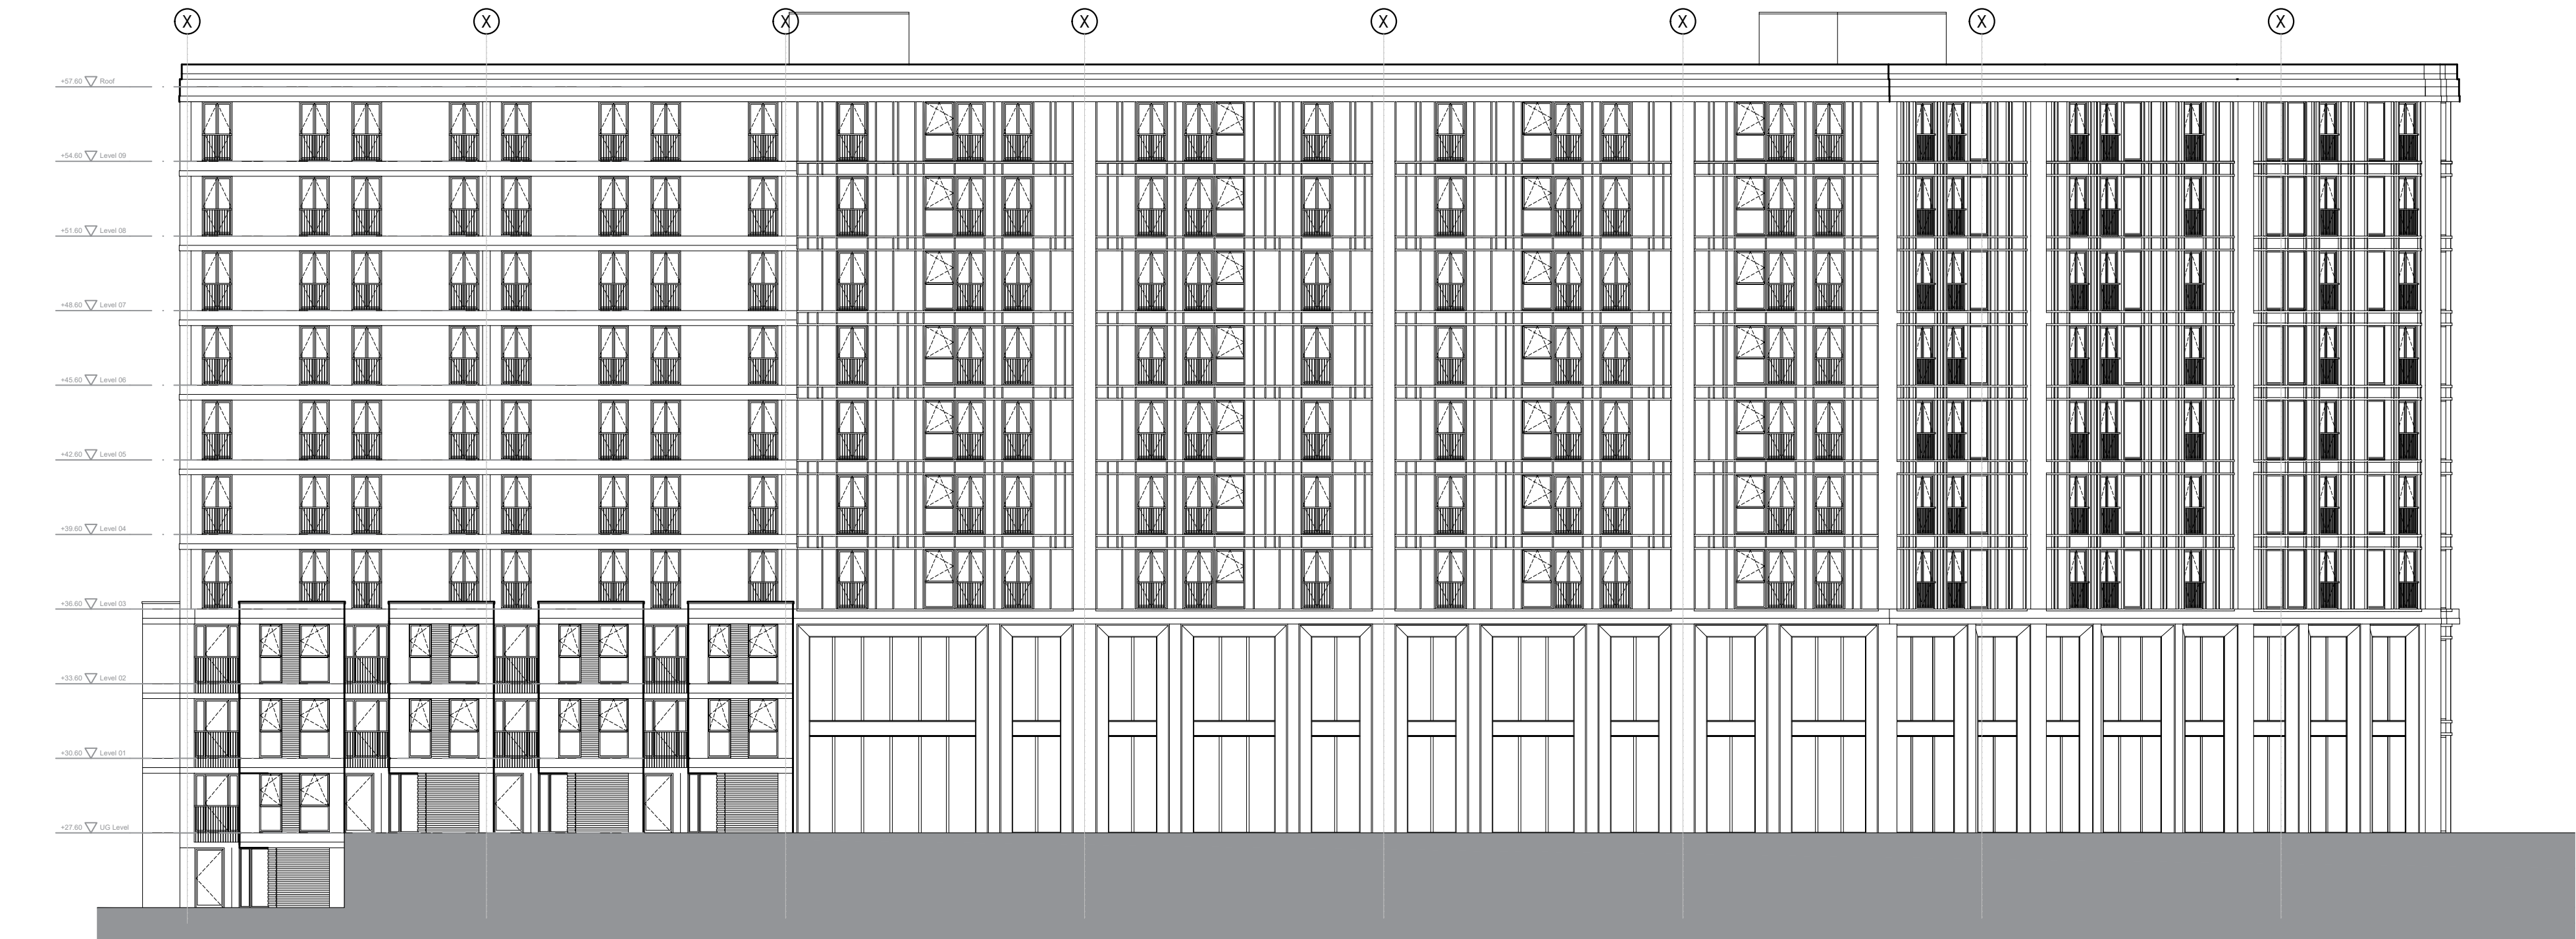 X X X X X X X X
+57.60 Roof
+54.60 Level 09
+51.60 Level 08
+48.60 Level 07
+45.60 Level 06
+42.60 Level 05
+39.60 Level 04
+36.60 Level 03
+33.60 Level 02
+30.60 Level 01
+27.60 UG Level